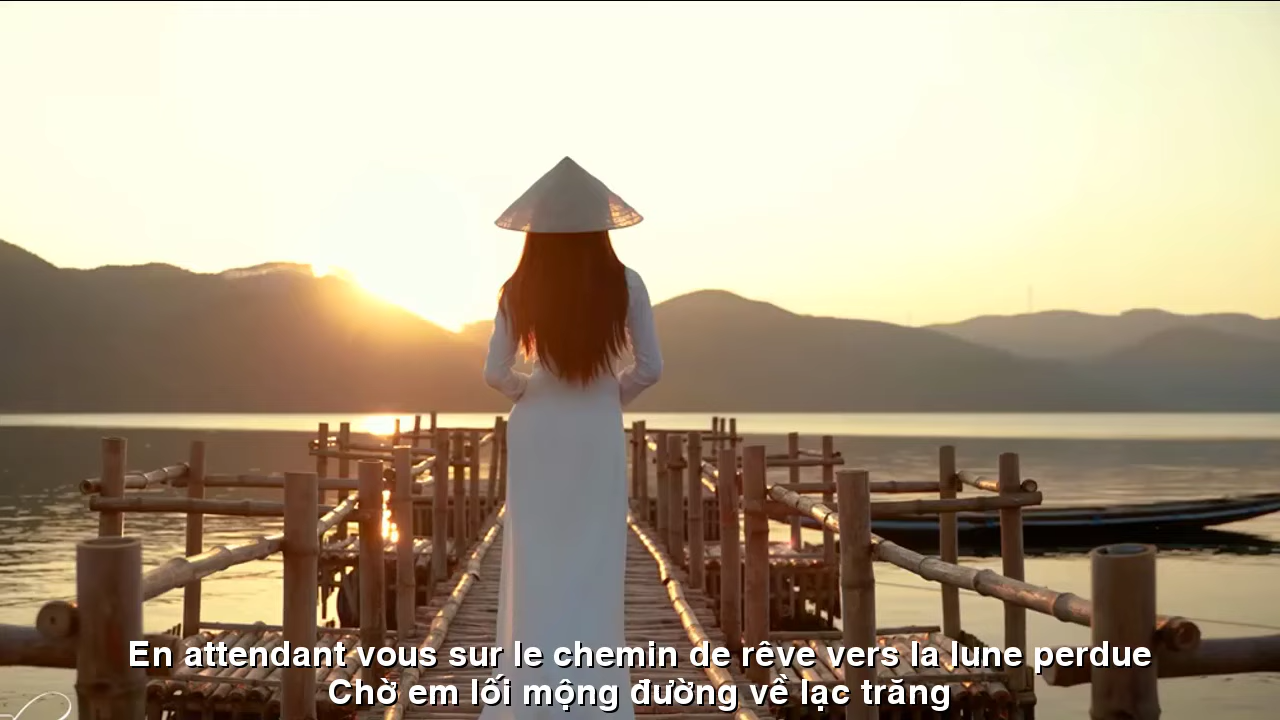 En attendant vous sur le chemin de rêve vers la lune perdue
Chờ em lối mộng đường về lạc trăng